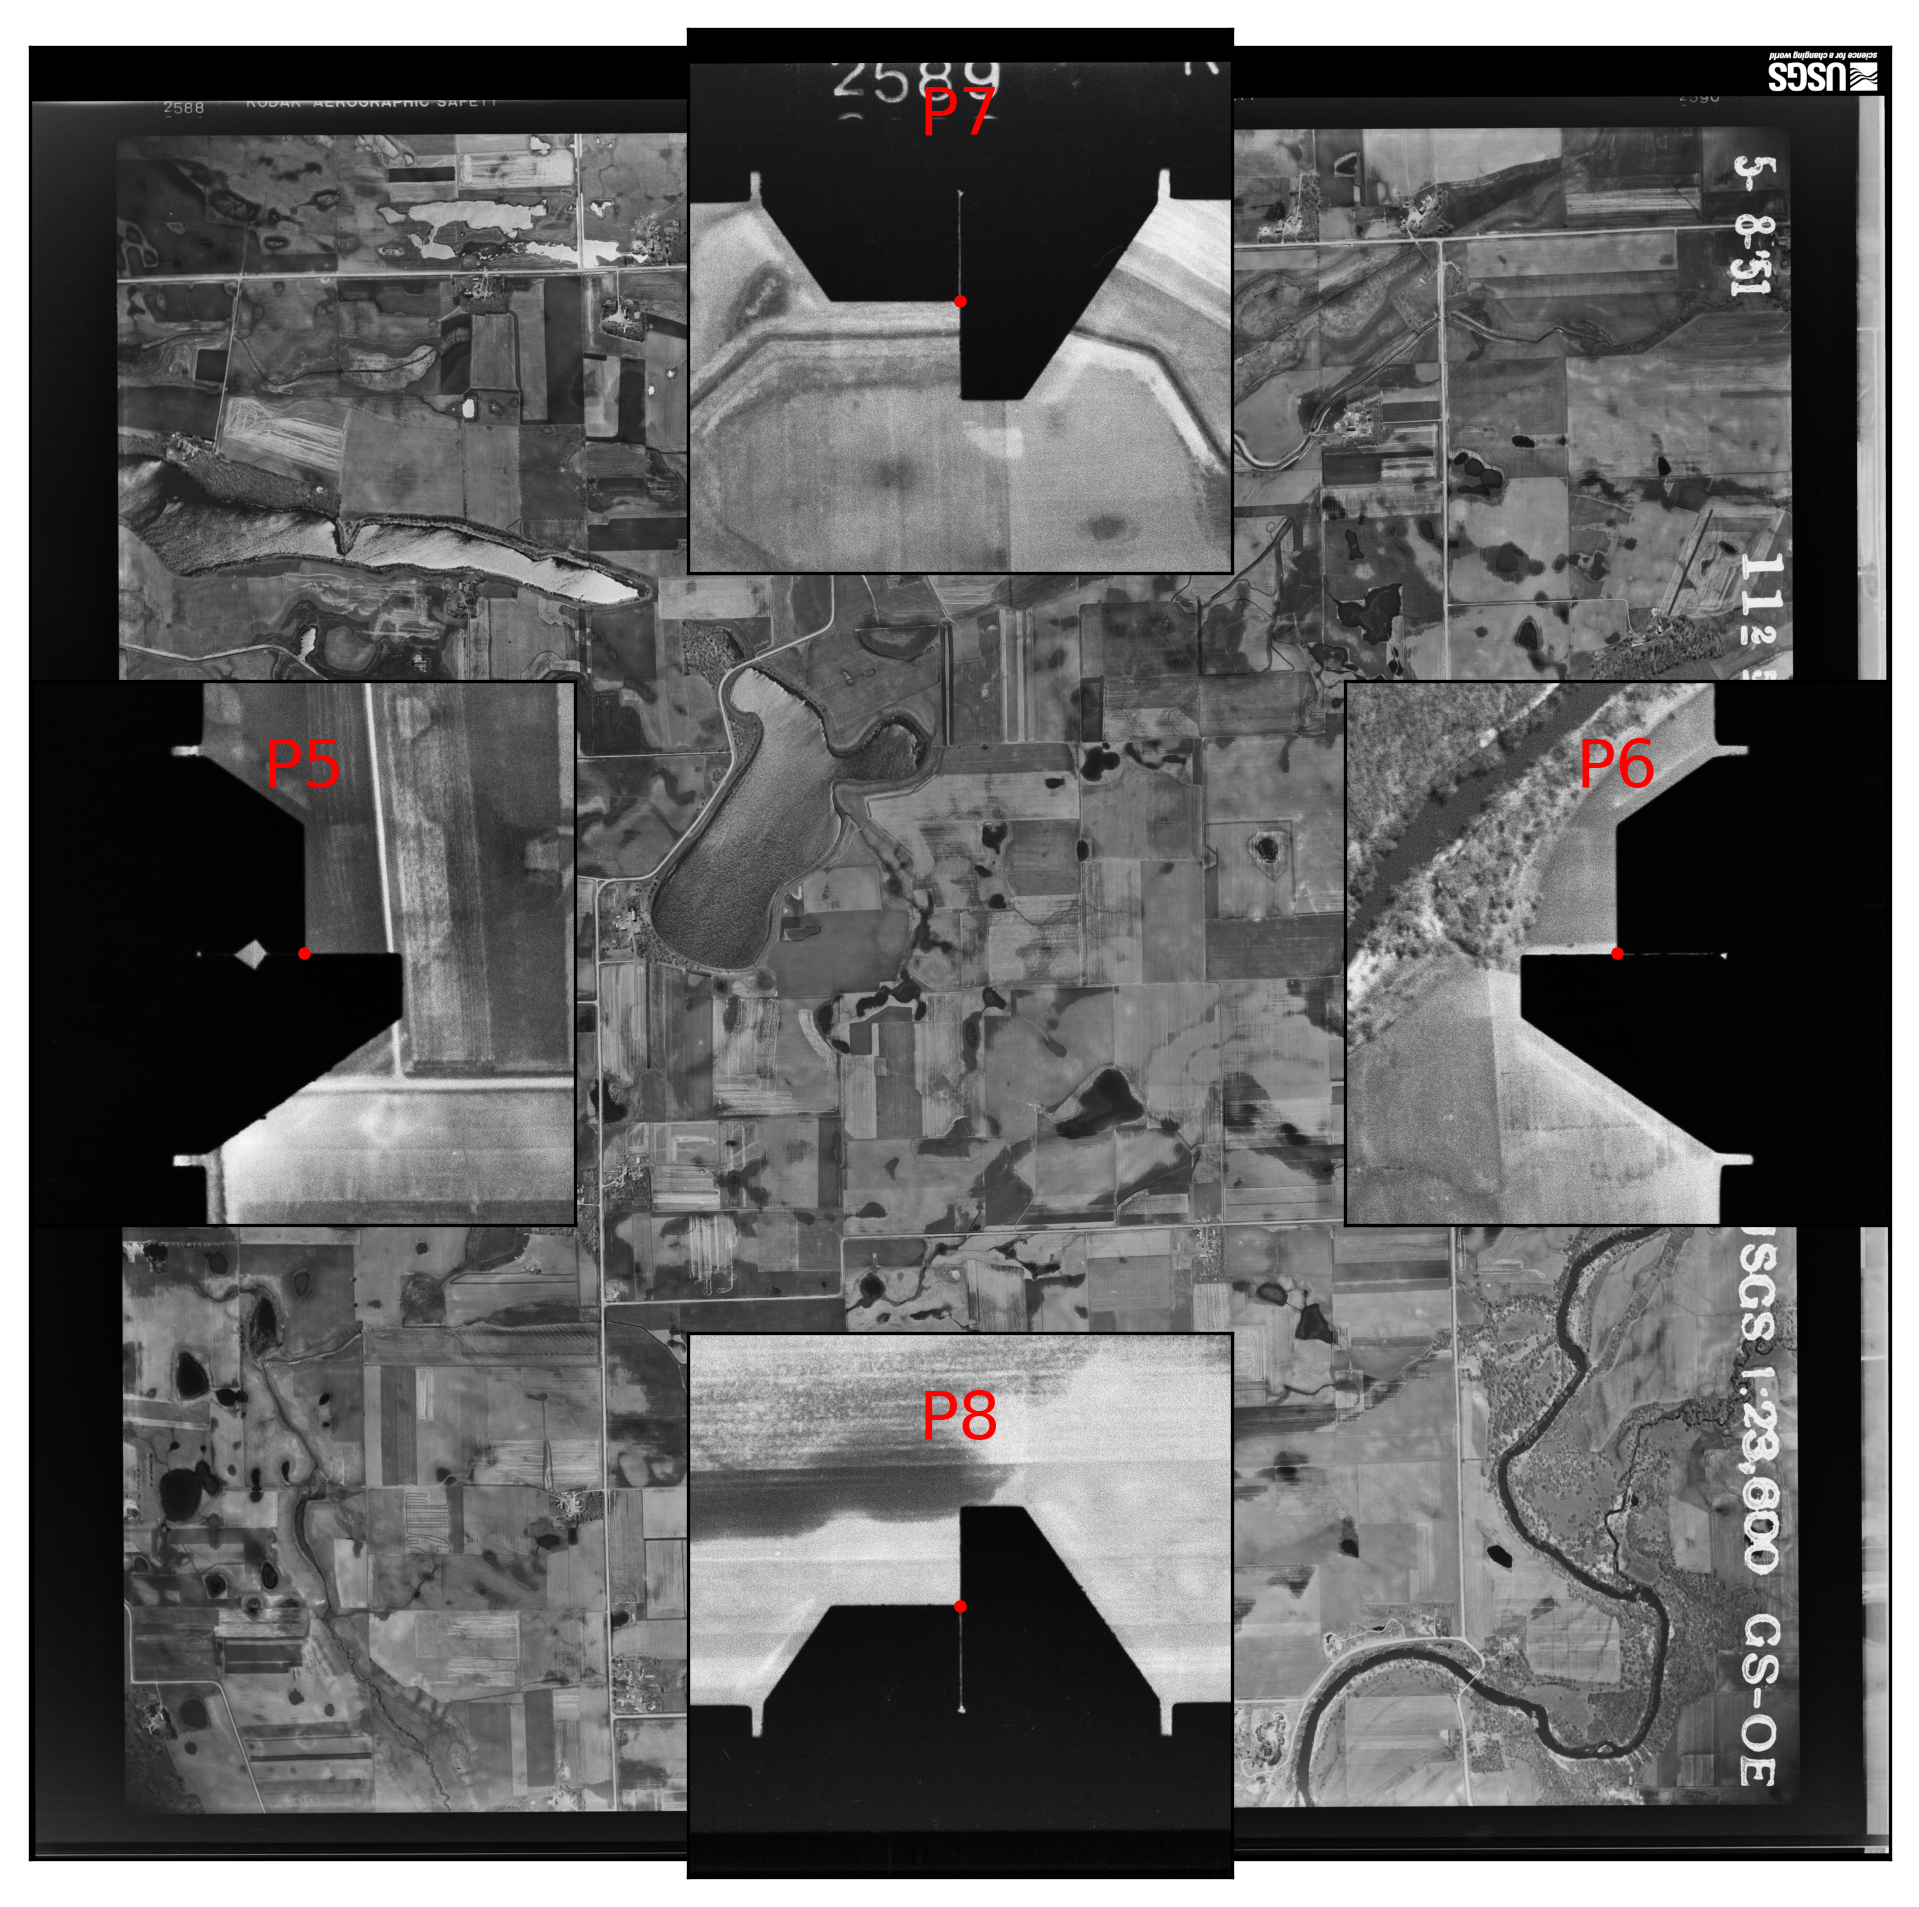 USGS
science for a changing world
2588
KODAK AEROGRAPHIC SAFETY
2589
2590
P7
5-8-51
11
P5
P6
P8
USGS 1:23,600 GS-OE